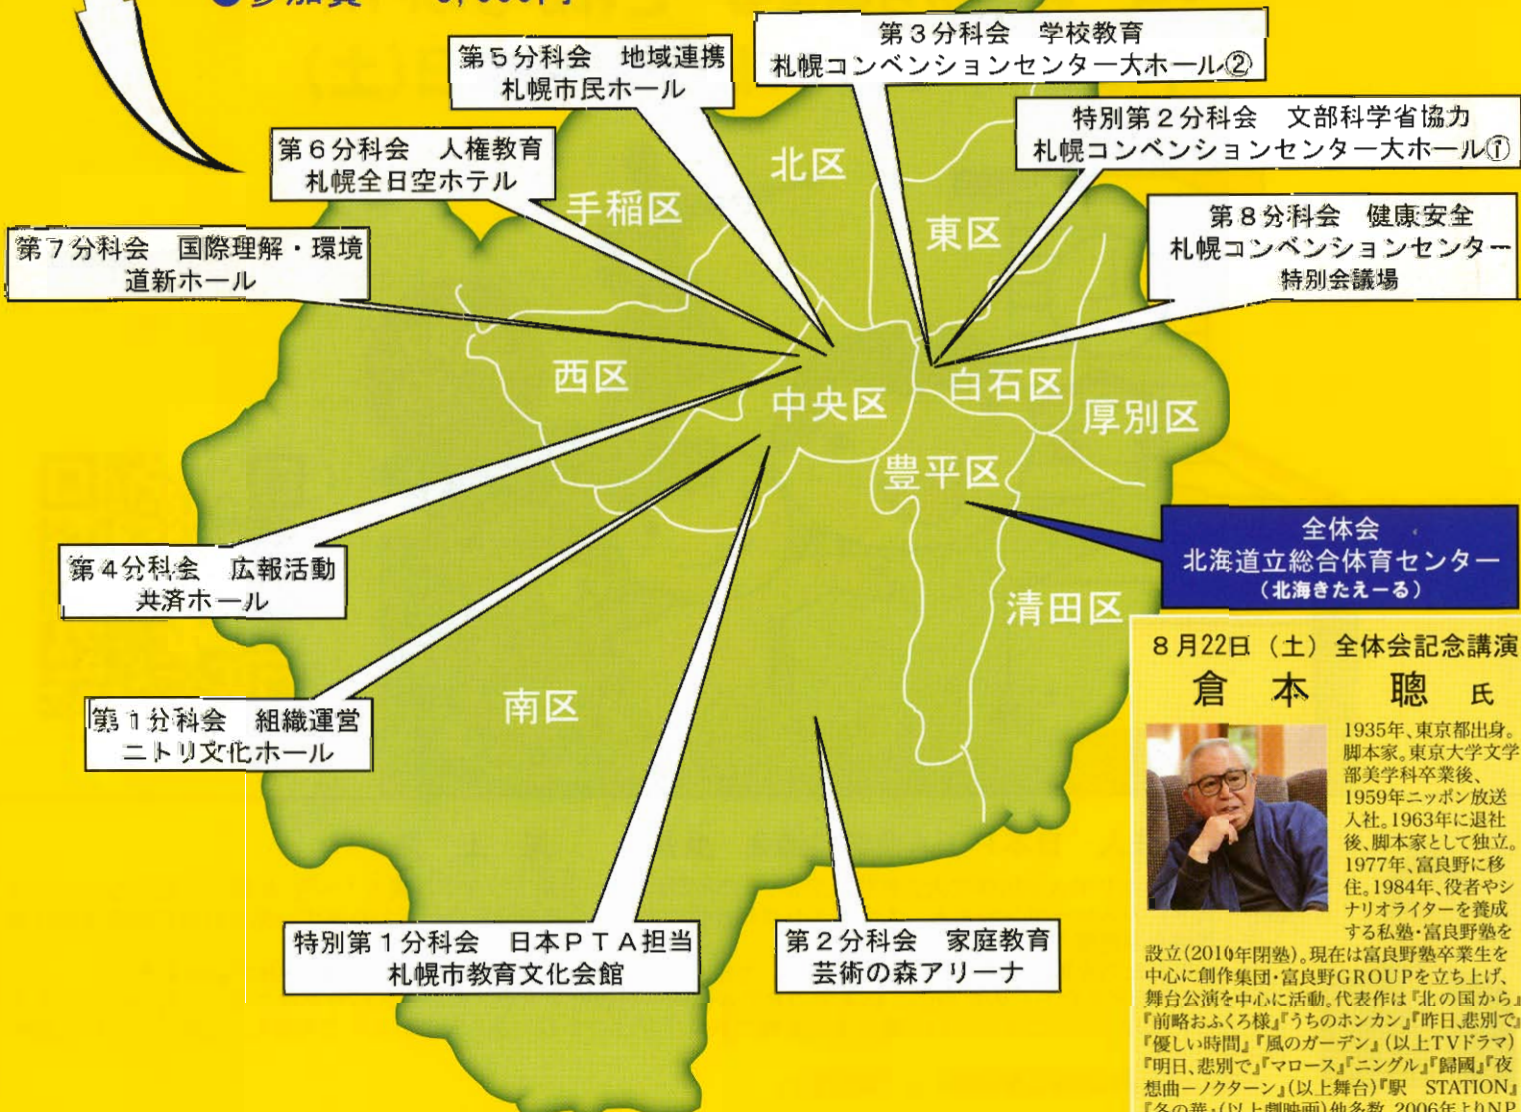 第3分科会　学校教育
札幌コンベンションセンター大ホール②
第5分科会　地域連携
札幌市民ホール
特別第2分科会　文部科学省協力
札幌コンベンションセンター大ホール①
第6分科会　人権教育
札幌全日空ホテル
第8分科会　健康安全
札幌コンベンションセンター
特別会議場
第7分科会　国際理解・環境
道新ホール
北区
手稲区
東区
西区
中央区
白石区
厚別区
豊平区
清田区
南区
全体会
北海道立総合体育センター
（北海きたえーる）
第4分科会　広報活動
共済ホール
第1分科会　組織運営
ニトリ文化ホール
特別第1分科会　日本PTA担当
札幌市教育文化会館
第2分科会　家庭教育
芸術の森アリーナ
8月22日（土）全体会記念講演
倉本　聰　氏
1935年、東京都出身。
脚本家。東京大学文学
部美学科卒業後、
1959年ニッポン放送
入社。1963年に退社
後、脚本家として独立。
1977年、富良野に移
住。1984年、役者やシ
ナリオライターを養成
する私塾・富良野塾を
設立(2010年閉塾)。現在は富良野塾卒業生を
中心に創作集団・富良野GROUPを立ち上げ、
舞台公演を中心に活動。代表作は『北の国から』
『前略おふくろ様』『うちのホンカン』『昨日、悲別で』
『優しい時間』『風のガーデン』(以上TVドラマ)
『明日、悲別で』『マロース』『ニングル』『歸國』『夜
想曲－ノクターン』(以上舞台)『駅　STATION』
『冬の華』(以上劇映画)他多数。2006年よりNP